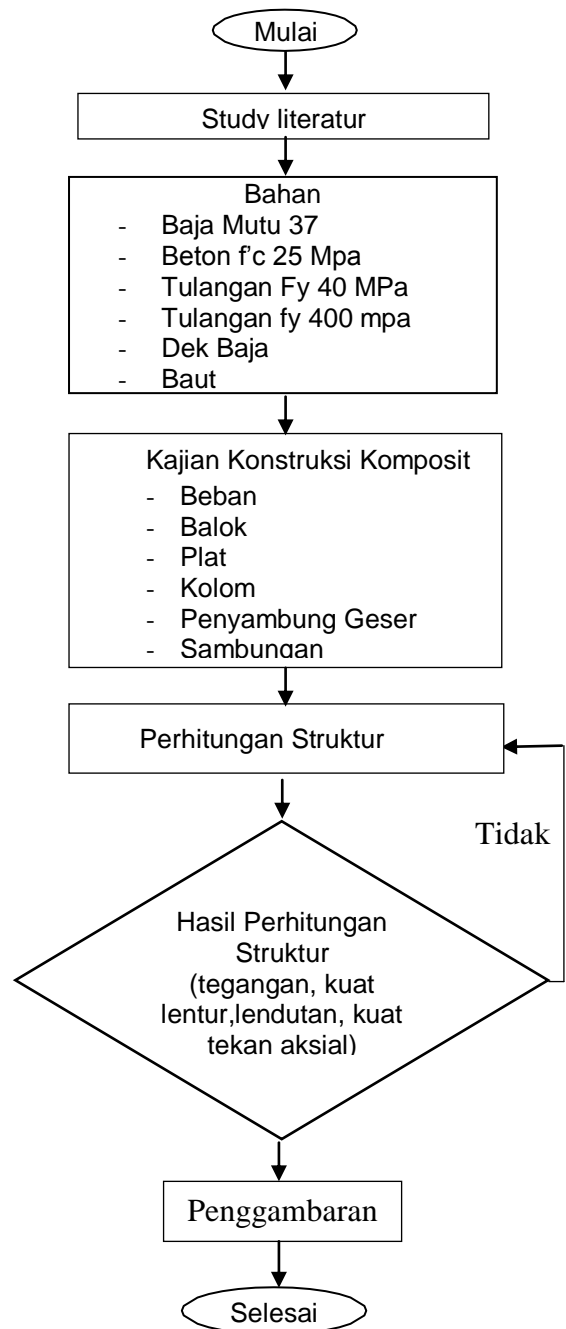 Mulai
Study literatur
Bahan
- Baja Mutu 37
- Beton f'c 25 Mpa
- Tulangan Fy 40 MPa
- Tulangan fy 400 mpa
- Dek Baja
- Baut
Kajian Konstruksi Komposit
- Beban
- Balok
- Plat
- Kolom
- Penyambung Geser
- Sambungan
Perhitungan Struktur
Tidak
Hasil Perhitungan
Struktur
(tegangan, kuat
lentur,lendutan, kuat
tekan aksial)
Penggambaran
Selesai